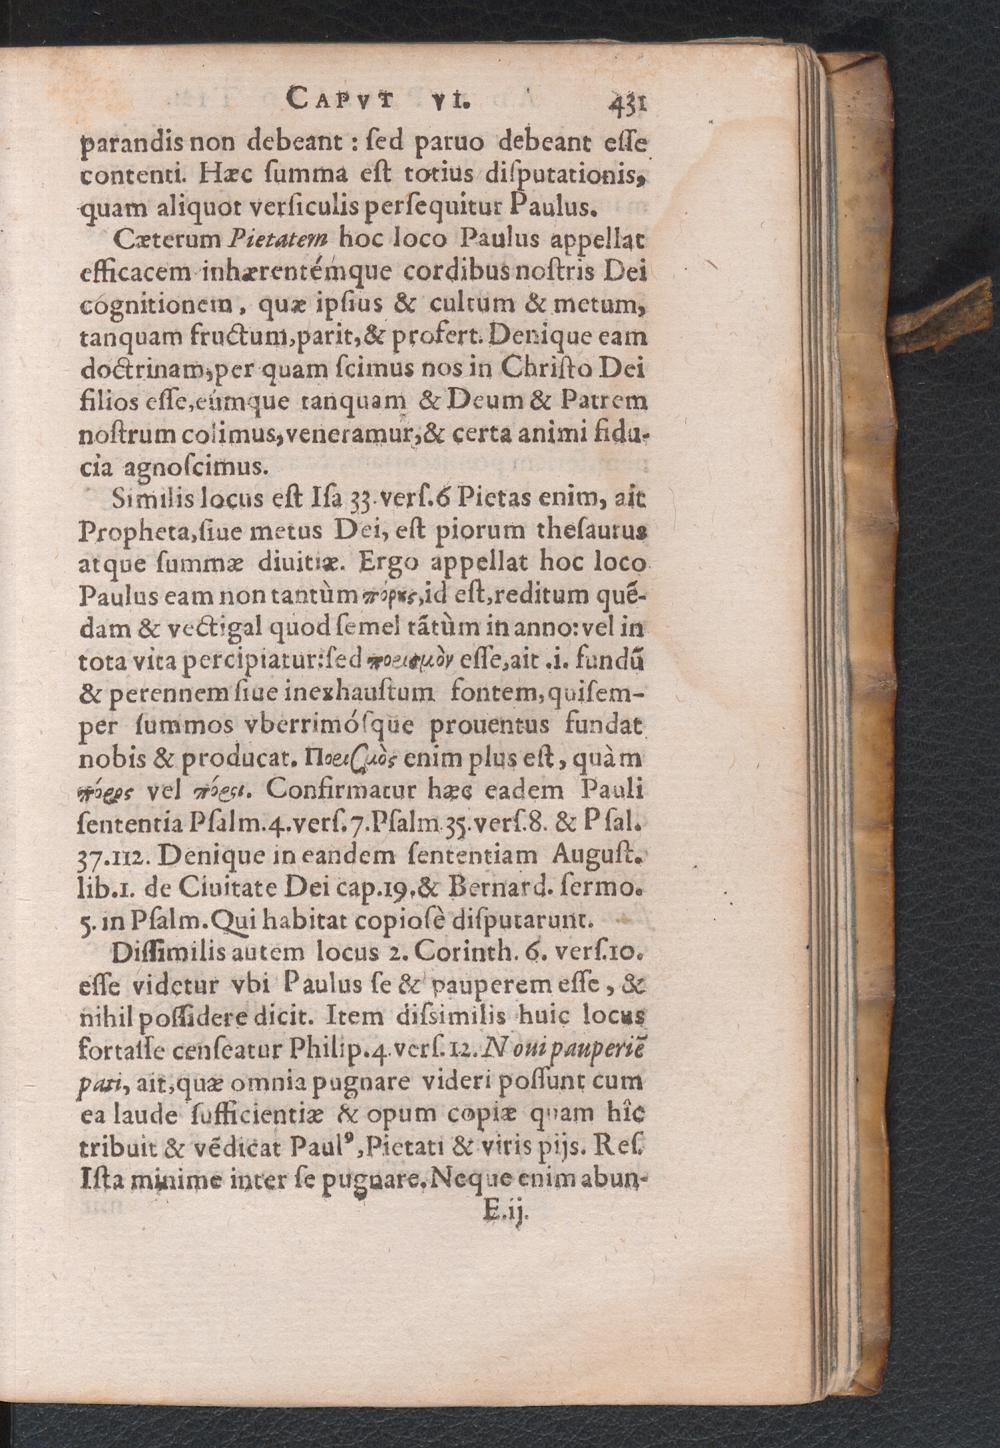 CAPVT VI. 431
parandis non debeant : ſed paruo debeant eſſe
contenti. Hæc ſumma eſt totius diſputationis,
quam aliquot verſiculis perſequitur Paulus.
Cæterum Pietatem hoc loco Paulus appellat
efficacem inhærentémque cordibus noſtris Dei
cognitionem, quæ ipſius & cultum & metum,
tanquam fructum, parit, & profert. Denique eam
doctrinam, per quam ſcimus nos in Chriſto Dei
filios eſſe, eúmque tanquam & Deum & Patrem
noſtrum colimus, veneramur, & certa animi fidu-
cia agnoſcimus.
Similis locus eſt Iſa 33. verſ.6 Pietas enim, ait
Propheta, ſiue metus Dei, eſt piorum theſaurus
atque ſummæ diuitiæ. Ergo appellat hoc loco
Paulus eam non tantùm id eſt, reditum quẽ-
dam & vectigal quod ſemel tãtùm in anno: vel in
tota vita percipiatur: ſed ποεισμὸν eſſe, ait .i. fundũ
& perennem ſiue inexhauſtum fontem, qui ſem-
per ſummos vberrimóſque prouentus fundat
nobis & producat. Ποεισμὸς enim plus eſt, quàm
vel Confirmatur hæc eadem Pauli
ſententia Pſalm.4. verſ.7. Pſalm 35. verſ.8. & Pſal.
37.112. Denique in eandem ſententiam Auguſt.
lib.1. de Ciuitate Dei cap.19. & Bernard. ſermo.
5. in Pſalm. Qui habitat copioſè diſputarunt.
Diſſimilis autem locus 2. Corinth. 6. verſ.10.
eſſe videtur vbi Paulus ſe & pauperem eſſe, &
nihil poſſidere dicit. Item diſsimilis huic locus
fortaſſe cenſeatur Philip.4. verſ.12. Noui pauperiẽ
pati, ait, quæ omnia pugnare videri poſſunt cum
ea laude ſufficientiæ & opum copiæ quam hîc
tribuit & vẽdicat Paulꝰ, Pietati & viris pijs. Reſ.
Iſta minime inter ſe pugnare. Neque enim abun-
E.ij.